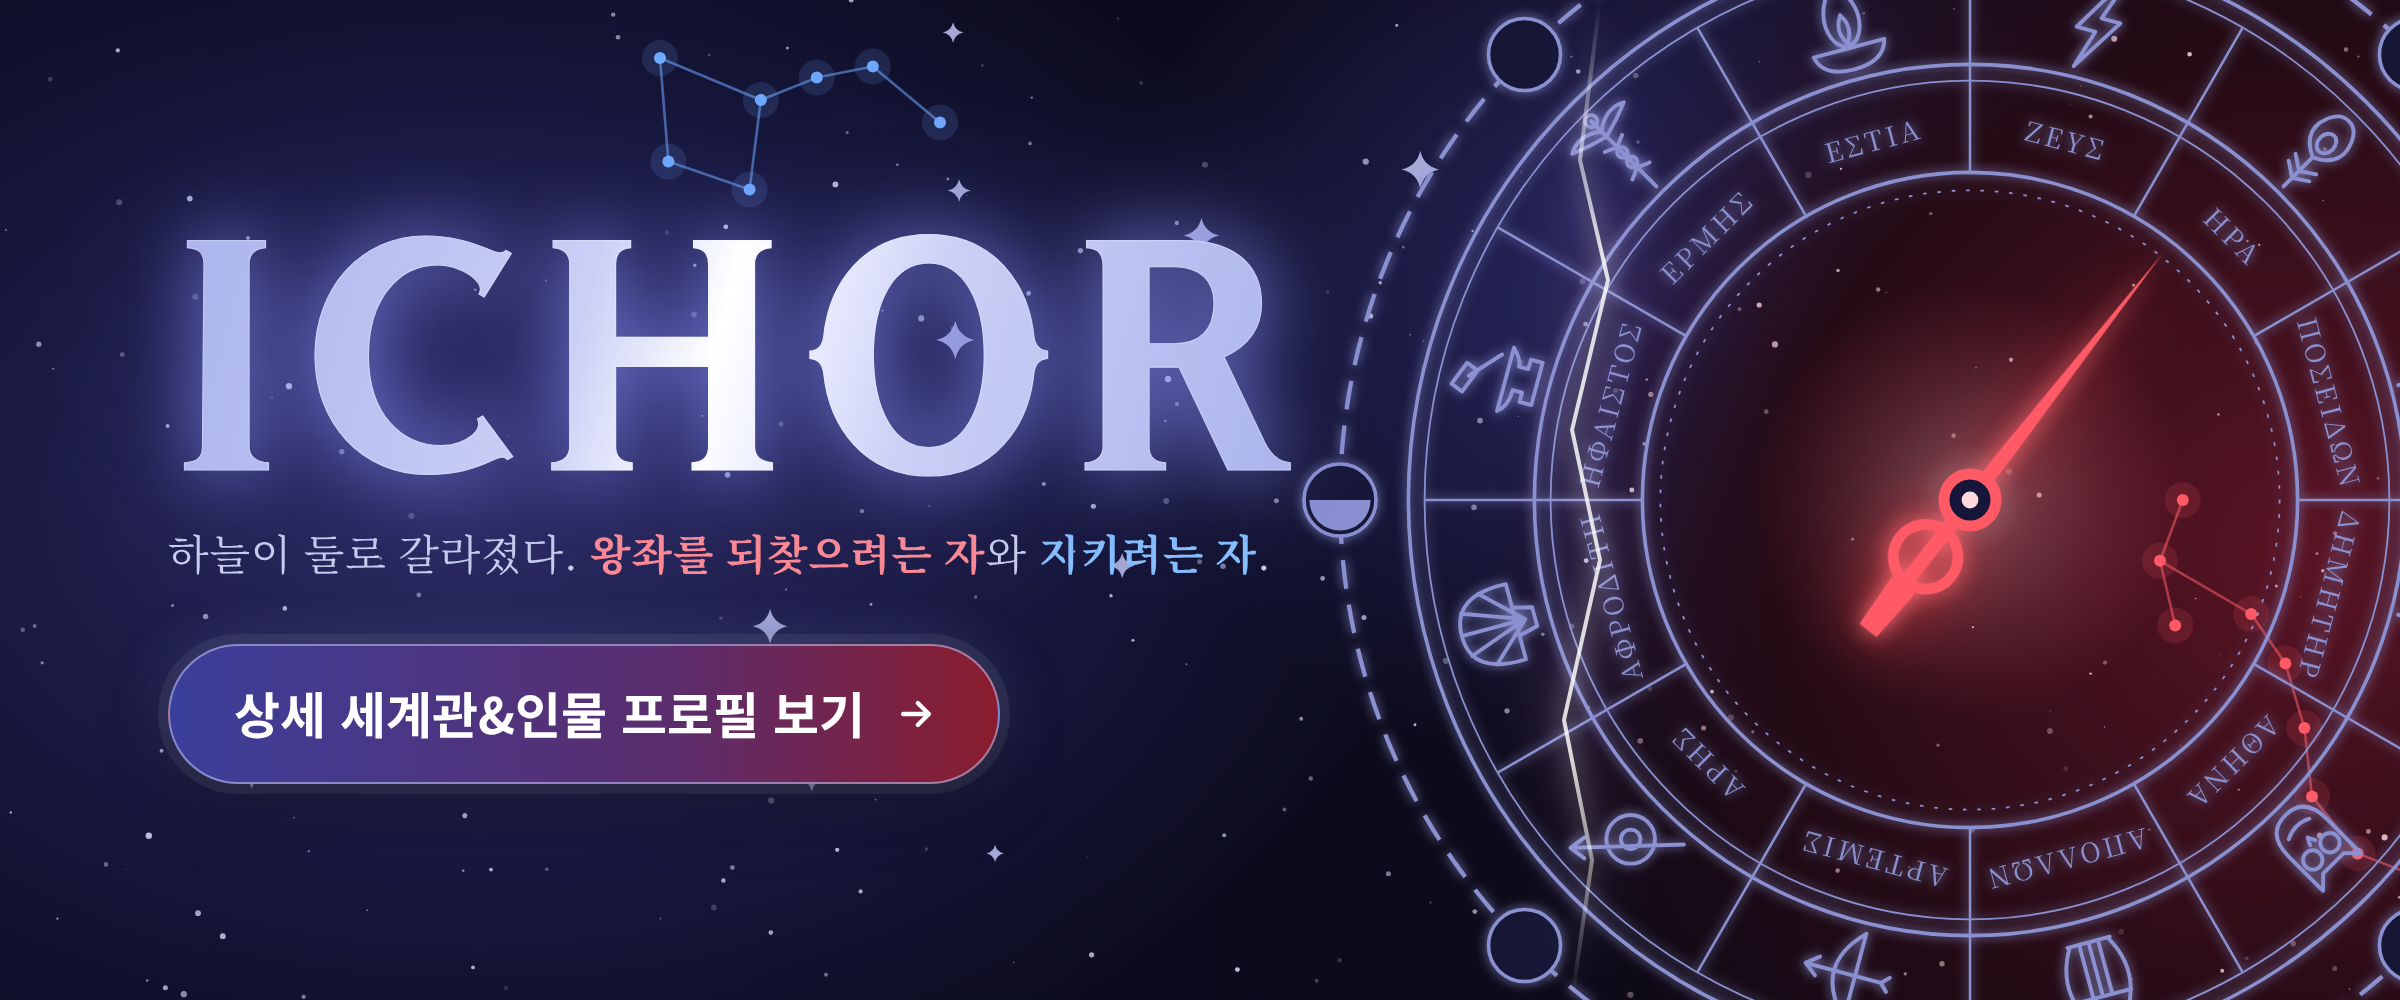 ICHOR
하늘이 둘로 갈라졌다. 왕좌를 되찾으려는 자와 지키려는 자.
상세 세계관&인물 프로필 보기 →
ΕΣΤΙΑ
ΖΕΥΣ
ΗΡΑ
ΠΟΣΕΙΔΩΝ
ΔΗΜΗΤΗΡ
ΑΘΗΝΑ
ΑΠΟΛΛΩΝ
ΑΡΤΕΜΙΣ
ΑΡΗΣ
ΑΦΡΟΔΙΤΗ
ΗΦΑΙΣΤΟΣ
ΕΡΜΗΣ